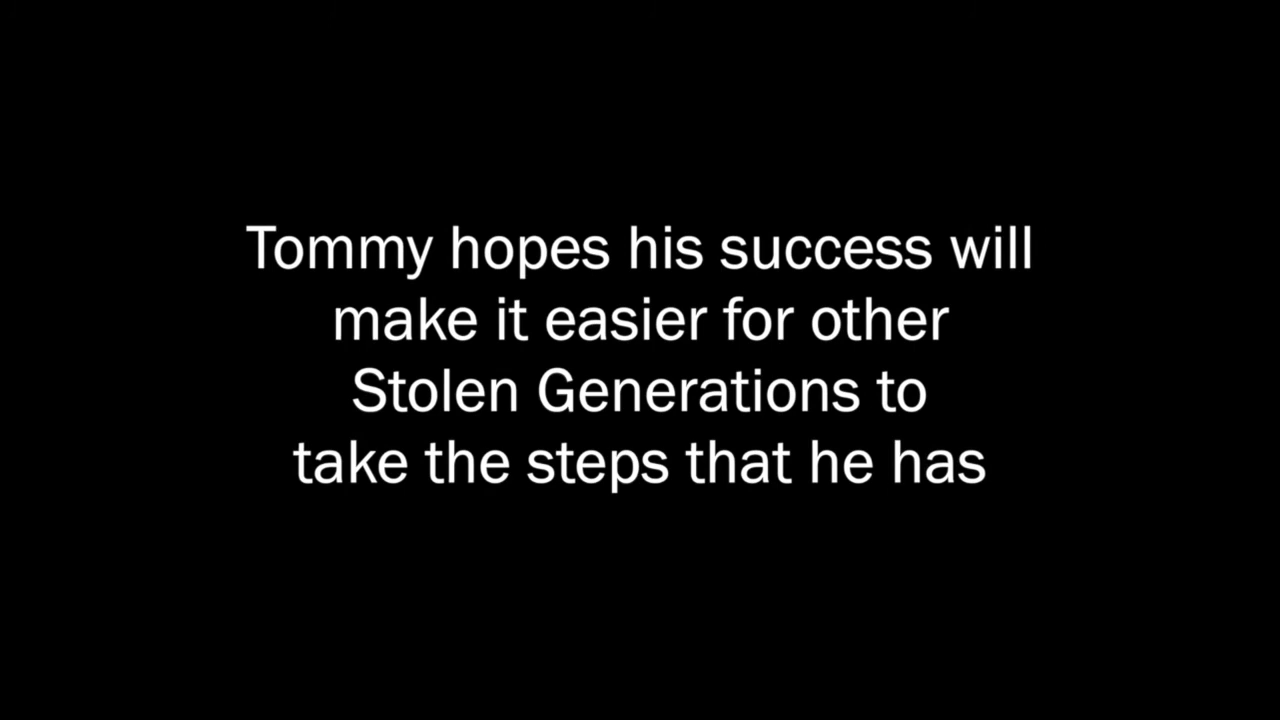 Tommy hopes his success will
make it easier for other
Stolen Generations to
take the steps that he has